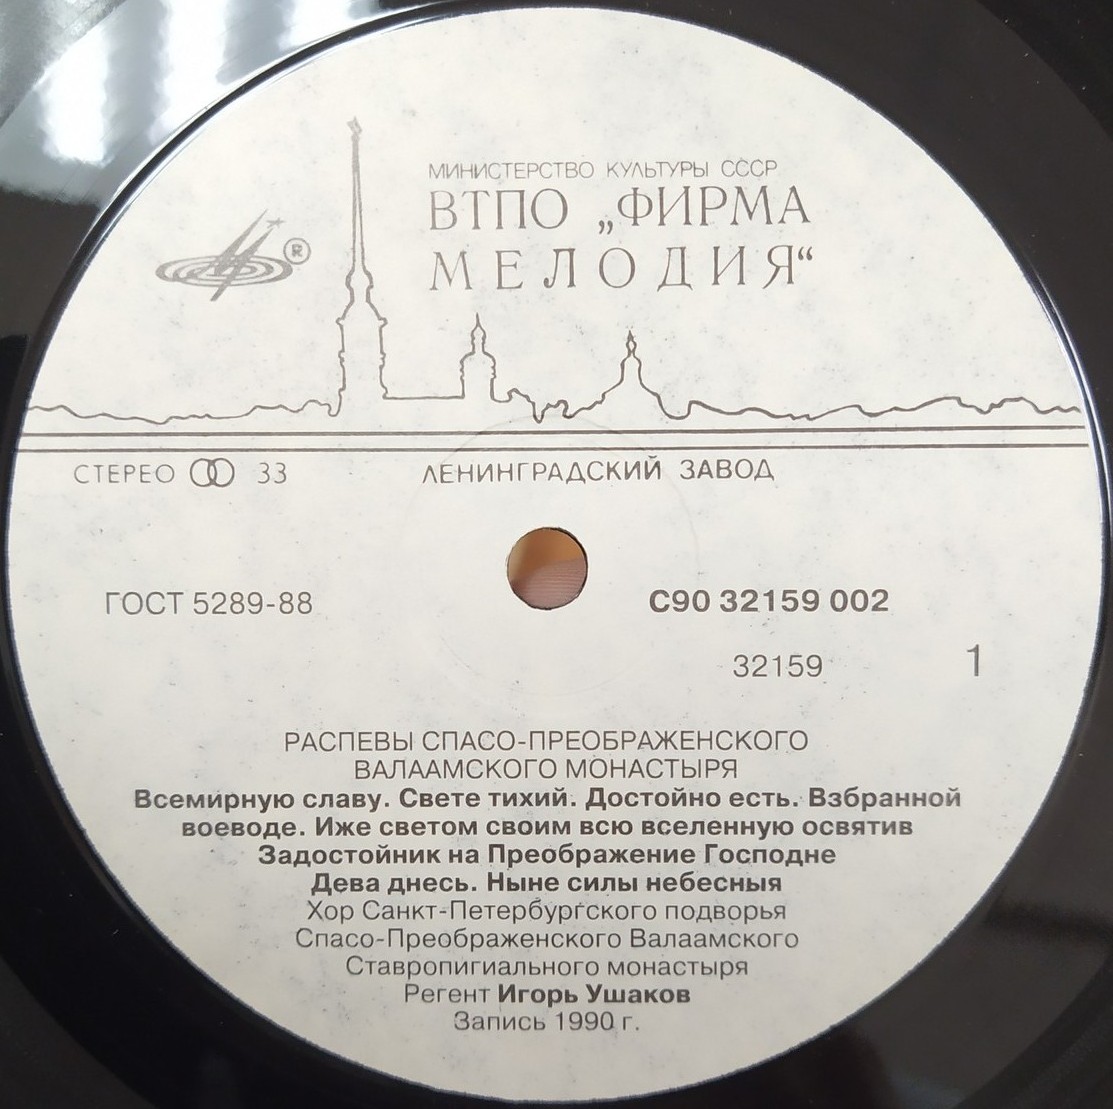 МИНИСТЕРСТВО КУЛЬТУРЫ СССР
ВТПО „ФИРМА
МЕЛОДИЯ“
®
СТЕРЕО 33
ЛЕНИНГРАДСКИЙ ЗАВОД
ГОСТ 5289-88
С90 32159 002
32159
1
РАСПЕВЫ СПАСО-ПРЕОБРАЖЕНСКОГО
ВАЛААМСКОГО МОНАСТЫРЯ
Всемирную славу. Свете тихий. Достойно есть. Взбранной
воеводе. Иже светом своим всю вселенную освятив
Задостойник на Преображение Господне
Дева днесь. Ныне силы небесныя
Хор Санкт-Петербургского подворья
Спасо-Преображенского Валаамского
Ставропигиального монастыря
Регент Игорь Ушаков
Запись 1990 г.